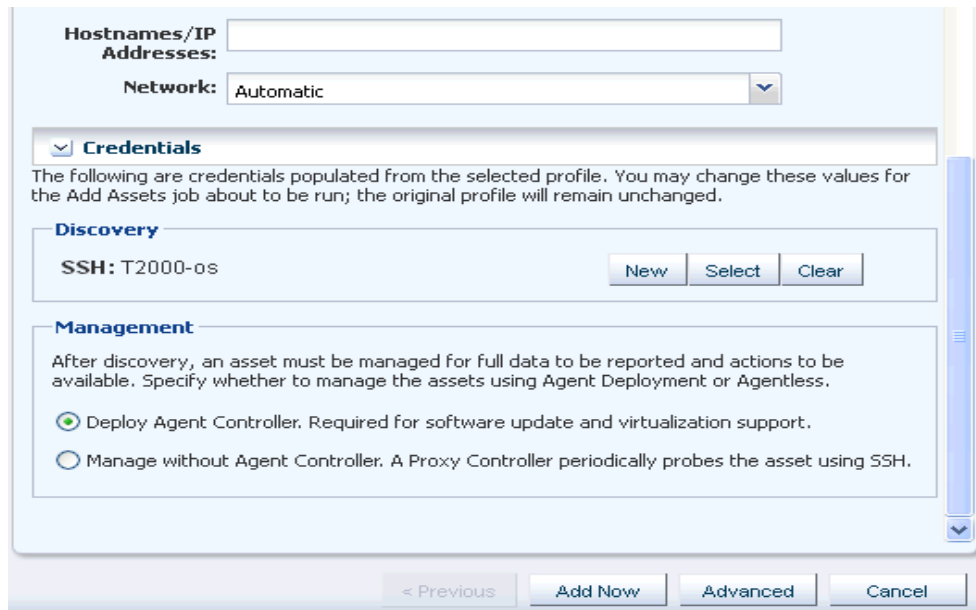 Hostnames/IP
Addresses:
Network: Automatic
Credentials
The following are credentials populated from the selected profile. You may change these values for
the Add Assets job about to be run; the original profile will remain unchanged.
Discovery
SSH: T2000-os New Select Clear
Management
After discovery, an asset must be managed for full data to be reported and actions to be
available. Specify whether to manage the assets using Agent Deployment or Agentless.
Deploy Agent Controller. Required for software update and virtualization support.
Manage without Agent Controller. A Proxy Controller periodically probes the asset using SSH.
< Previous Add Now Advanced Cancel